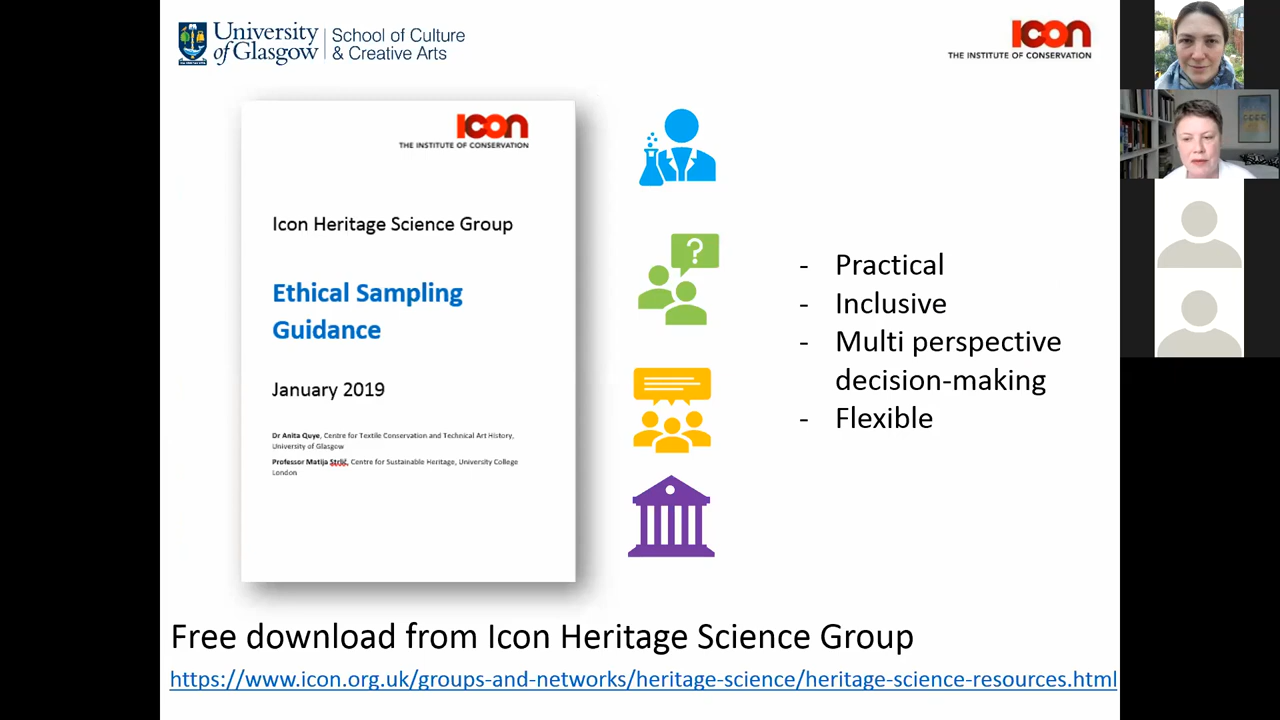 University of Glasgow
School of Culture & Creative Arts
Icon
THE INSTITUTE OF CONSERVATION
Icon
THE INSTITUTE OF CONSERVATION
Icon Heritage Science Group
Ethical Sampling
Guidance
January 2019
Dr Anita Quye, Centre for Textile Conservation and Technical Art History,
University of Glasgow
Professor Matija Strlič, Centre for Sustainable Heritage, University College
London
?
- Practical
- Inclusive
- Multi perspective
decision-making
- Flexible
Free download from Icon Heritage Science Group
https://www.icon.org.uk/groups-and-networks/heritage-science/heritage-science-resources.html